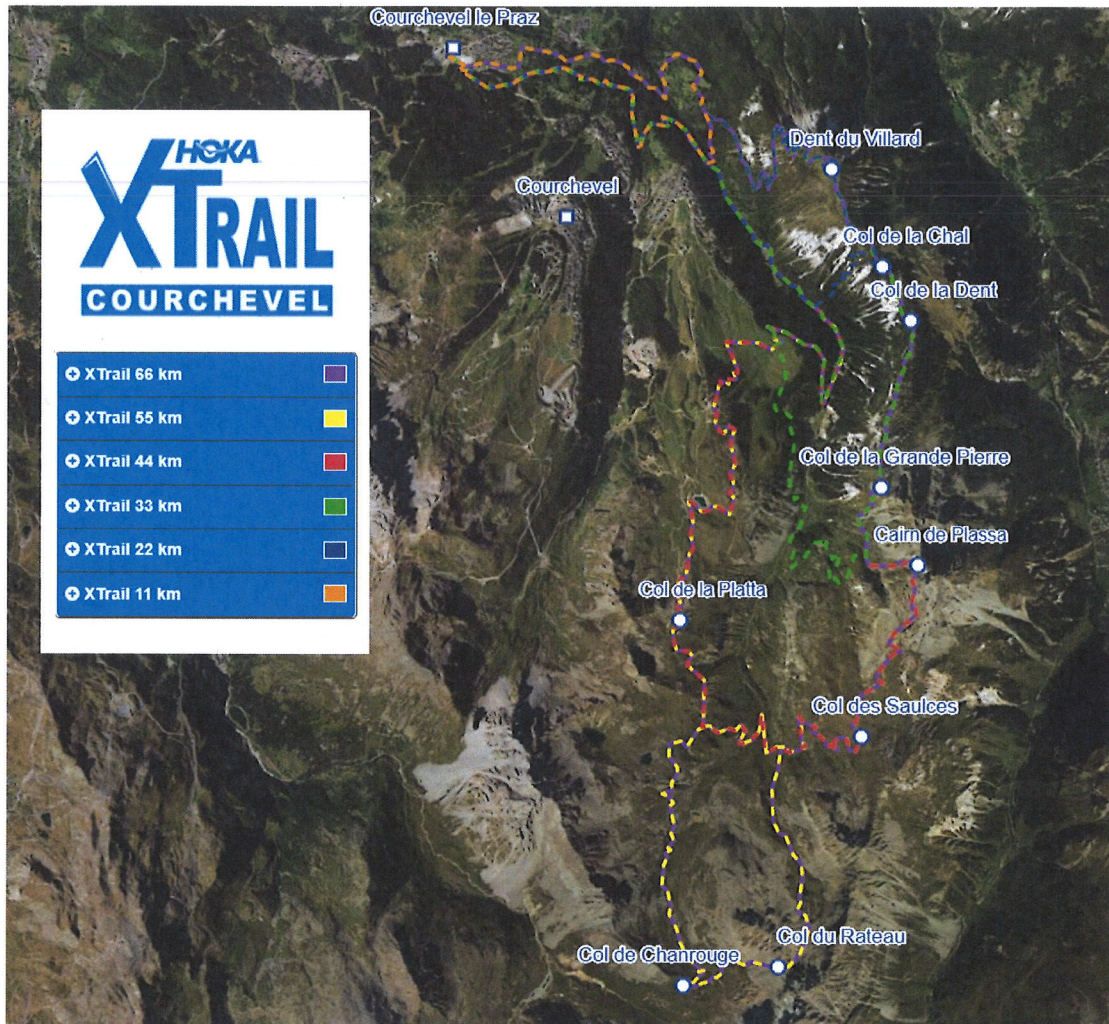 Courchevel le Praz
HOKA
XTRAIL
COURCHEVEL
XTrail 66 km
XTrail 55 km
XTrail 44 km
XTrail 33 km
XTrail 22 km
XTrail 11 km
Dent du Villard
Courchevel
Col de la Chal
Col de la Dent
Col de la Grande Pierre
Cairn de Plassa
Col de la Platta
Col des Saulces
Col du Rateau
Col de Chanrouge